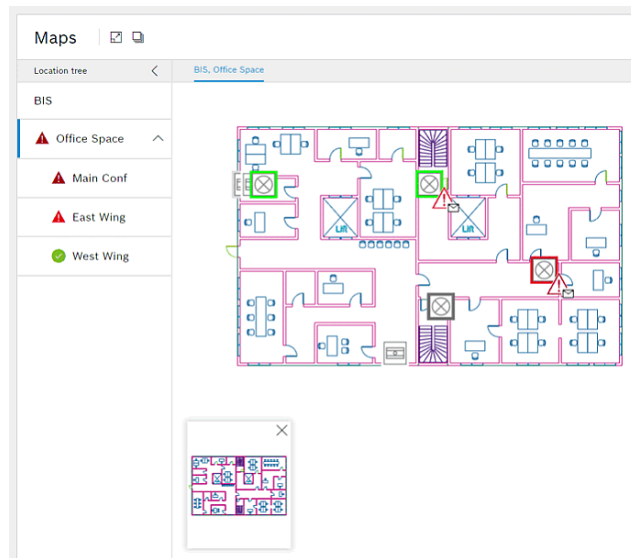 Maps
Location tree
BIS, Office Space
BIS
Office Space
Main Conf
East Wing
West Wing
Lift
Lift